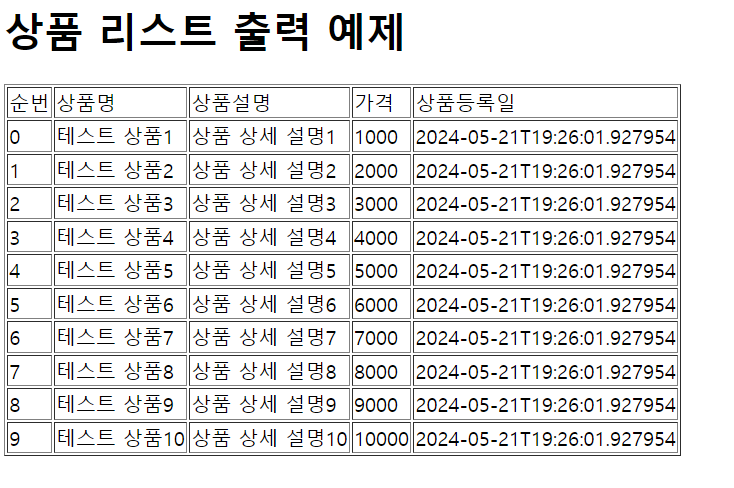 상품 리스트 출력 예제
순번 상품명 상품설명 가격 상품등록일
0 테스트 상품1 상품 상세 설명1 1000 2024-05-21T19:26:01.927954
1 테스트 상품2 상품 상세 설명2 2000 2024-05-21T19:26:01.927954
2 테스트 상품3 상품 상세 설명3 3000 2024-05-21T19:26:01.927954
3 테스트 상품4 상품 상세 설명4 4000 2024-05-21T19:26:01.927954
4 테스트 상품5 상품 상세 설명5 5000 2024-05-21T19:26:01.927954
5 테스트 상품6 상품 상세 설명6 6000 2024-05-21T19:26:01.927954
6 테스트 상품7 상품 상세 설명7 7000 2024-05-21T19:26:01.927954
7 테스트 상품8 상품 상세 설명8 8000 2024-05-21T19:26:01.927954
8 테스트 상품9 상품 상세 설명9 9000 2024-05-21T19:26:01.927954
9 테스트 상품10 상품 상세 설명10 10000 2024-05-21T19:26:01.927954